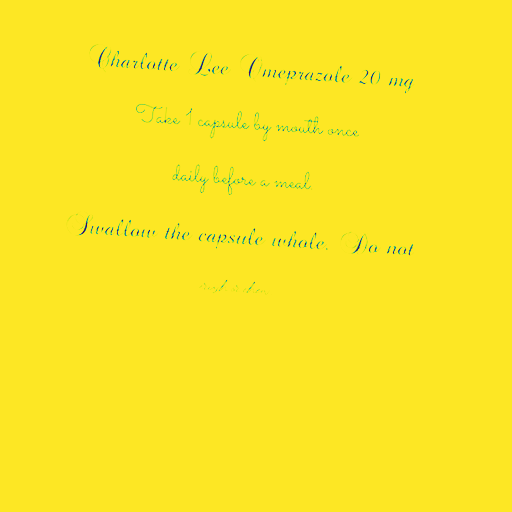 Charlotte Lee Omeprazole 20 mg
Take 1 capsule by mouth once
daily before a meal
Swallow the capsule whole. Do not